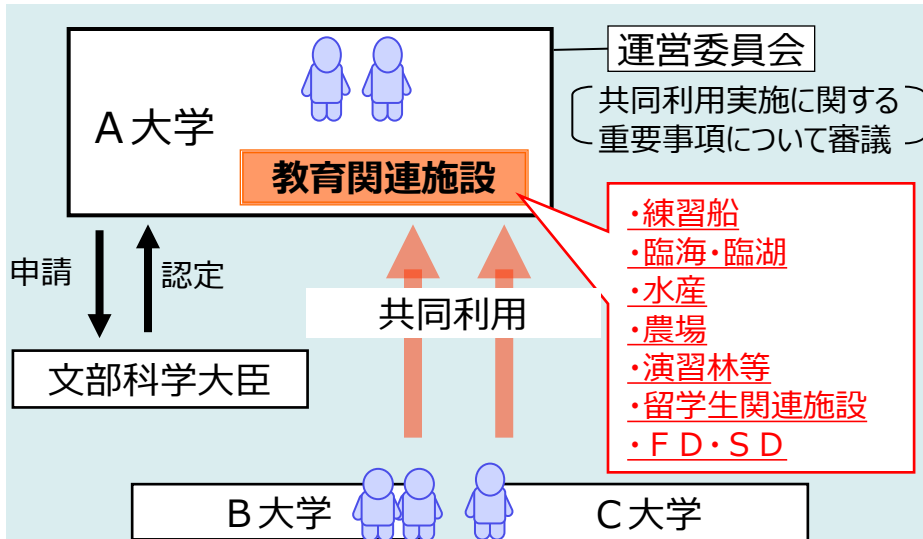 運営委員会
共同利用実施に関する
重要事項について審議
A大学
教育関連施設
・練習船
・臨海・臨湖
・水産
・農場
・演習林等
・留学生関連施設
・FD・SD
申請
認定
共同利用
文部科学大臣
B大学
C大学